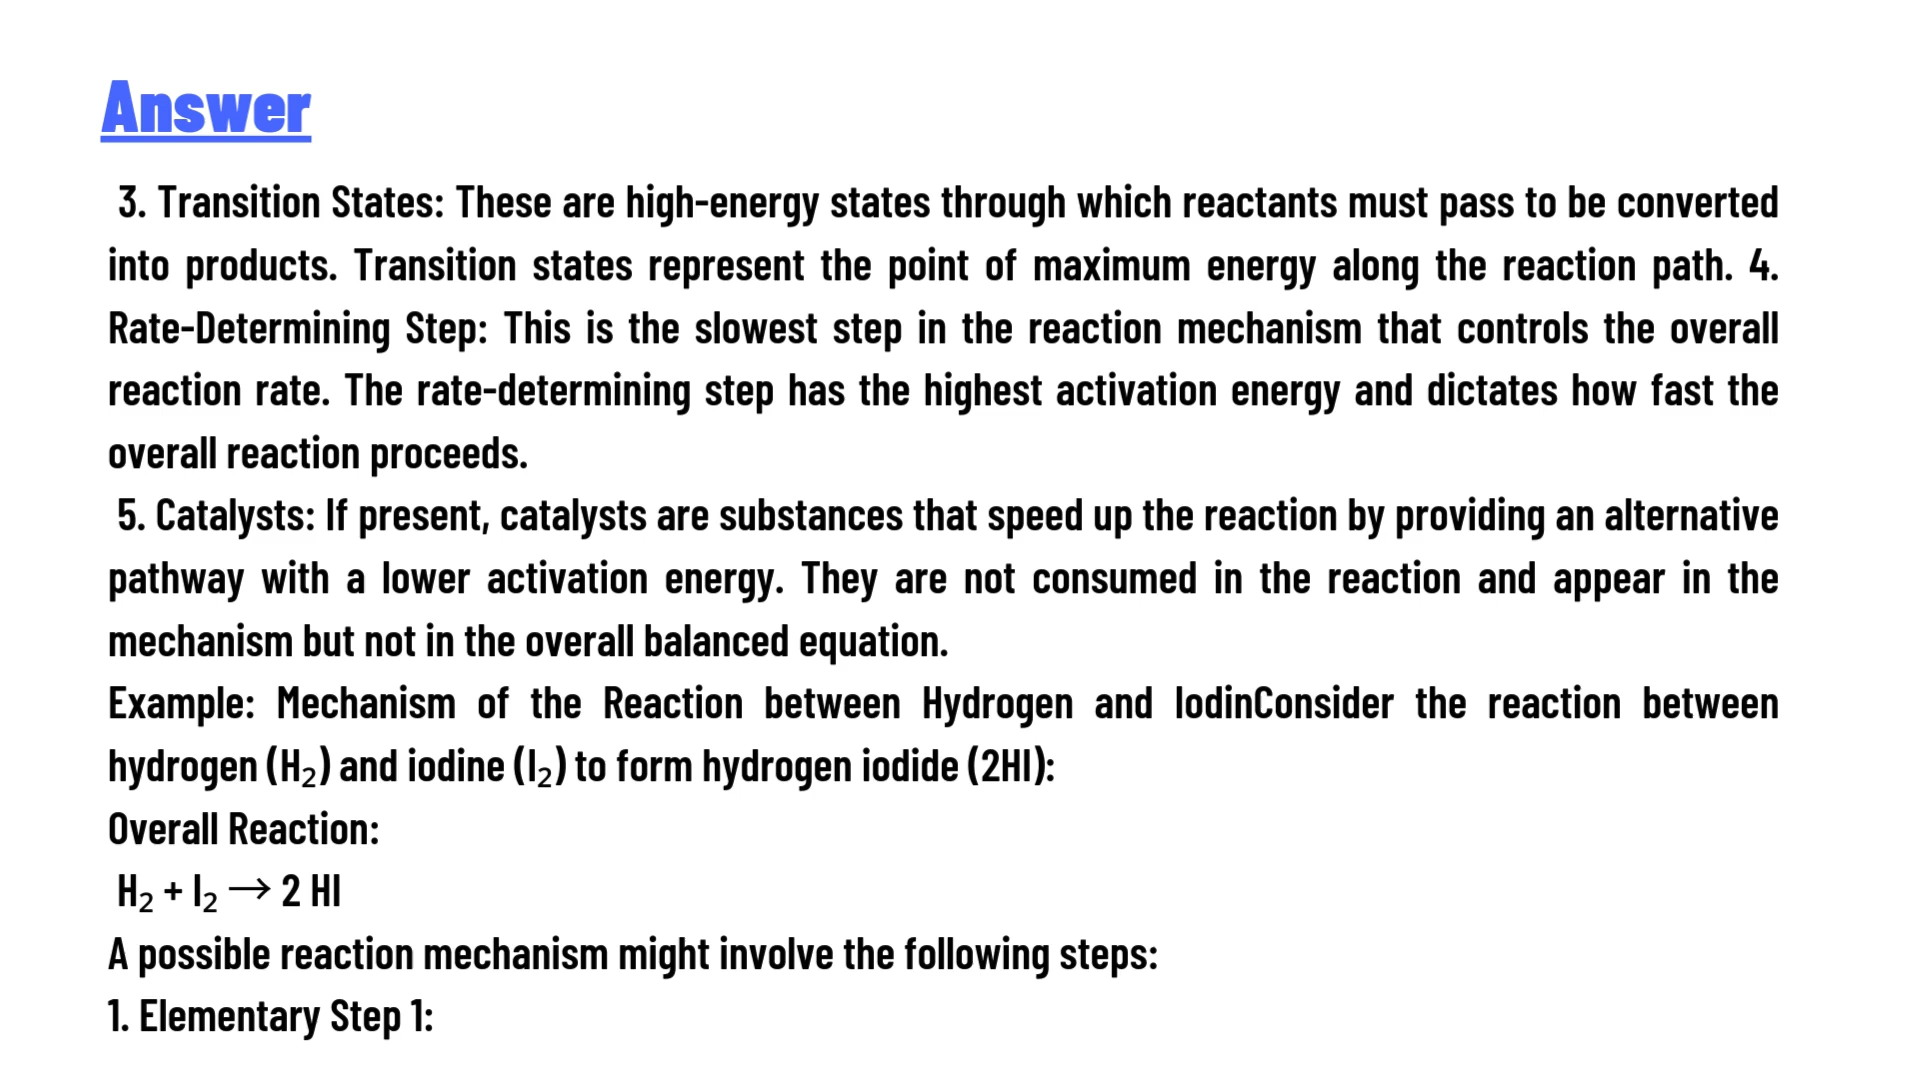 Answer
3. Transition States: These are high-energy states through which reactants must pass to be converted
into products. Transition states represent the point of maximum energy along the reaction path. 4.
Rate-Determining Step: This is the slowest step in the reaction mechanism that controls the overall
reaction rate. The rate-determining step has the highest activation energy and dictates how fast the
overall reaction proceeds.
5. Catalysts: If present, catalysts are substances that speed up the reaction by providing an alternative
pathway with a lower activation energy. They are not consumed in the reaction and appear in the
mechanism but not in the overall balanced equation.
Example: Mechanism of the Reaction between Hydrogen and IodinConsider the reaction between
hydrogen (H₂) and iodine (I₂) to form hydrogen iodide (2HI):
Overall Reaction:
H₂ + I₂ → 2 HI
A possible reaction mechanism might involve the following steps:
1. Elementary Step 1: